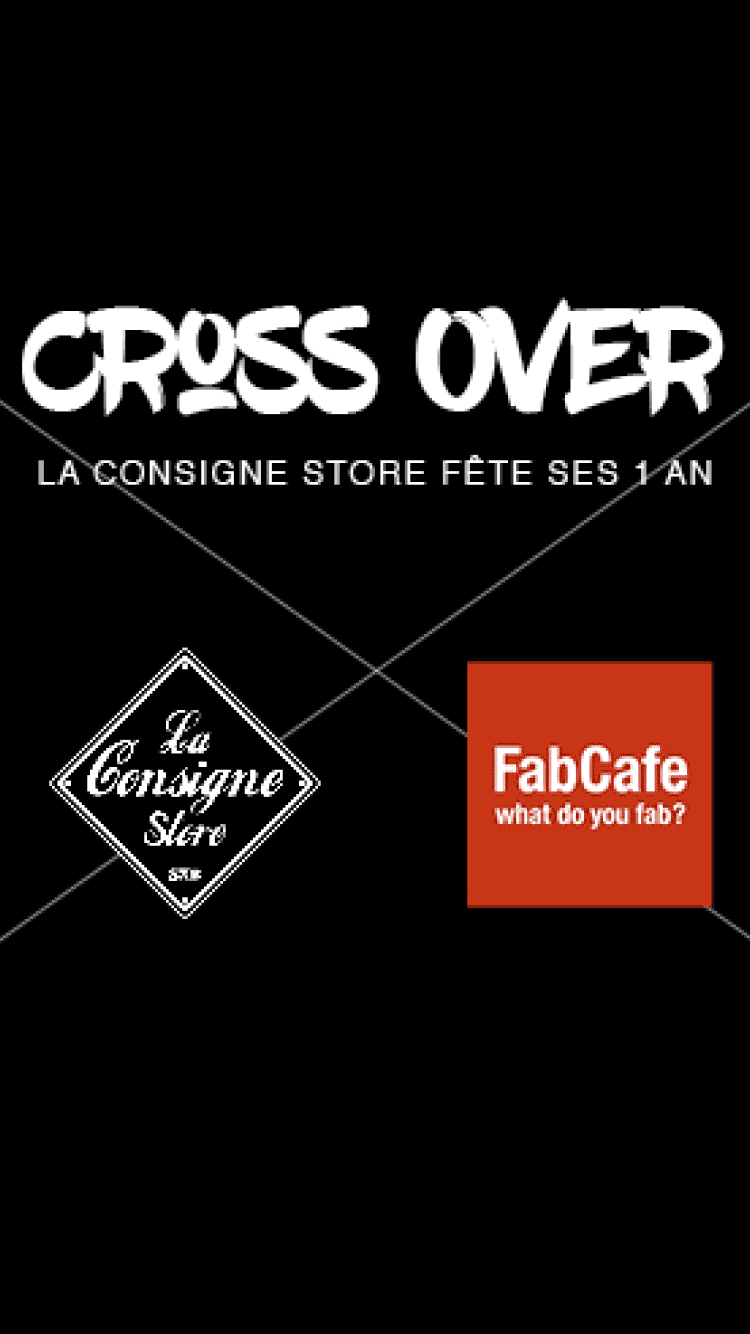 CROSS OVER
LA CONSIGNE STORE FÊTE SES 1 AN
La
Consigne
Store
FabCafe
what do you fab?